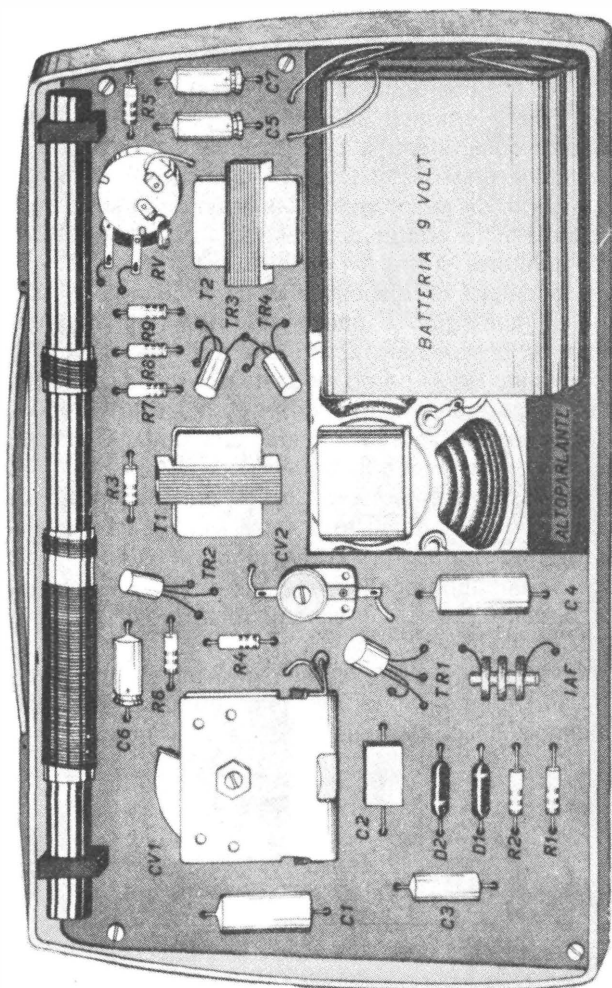 R5
C7
C5
RV
T2
TR3
TR4
R9
R8
R7
BATTERIA 9 VOLT
R3
T1
ALTOPARLANTE
TR2
CV2
C4
C6
R6
R4
TR1
IAF
CV1
C2
D2
D1
R2
R1
C1
C3